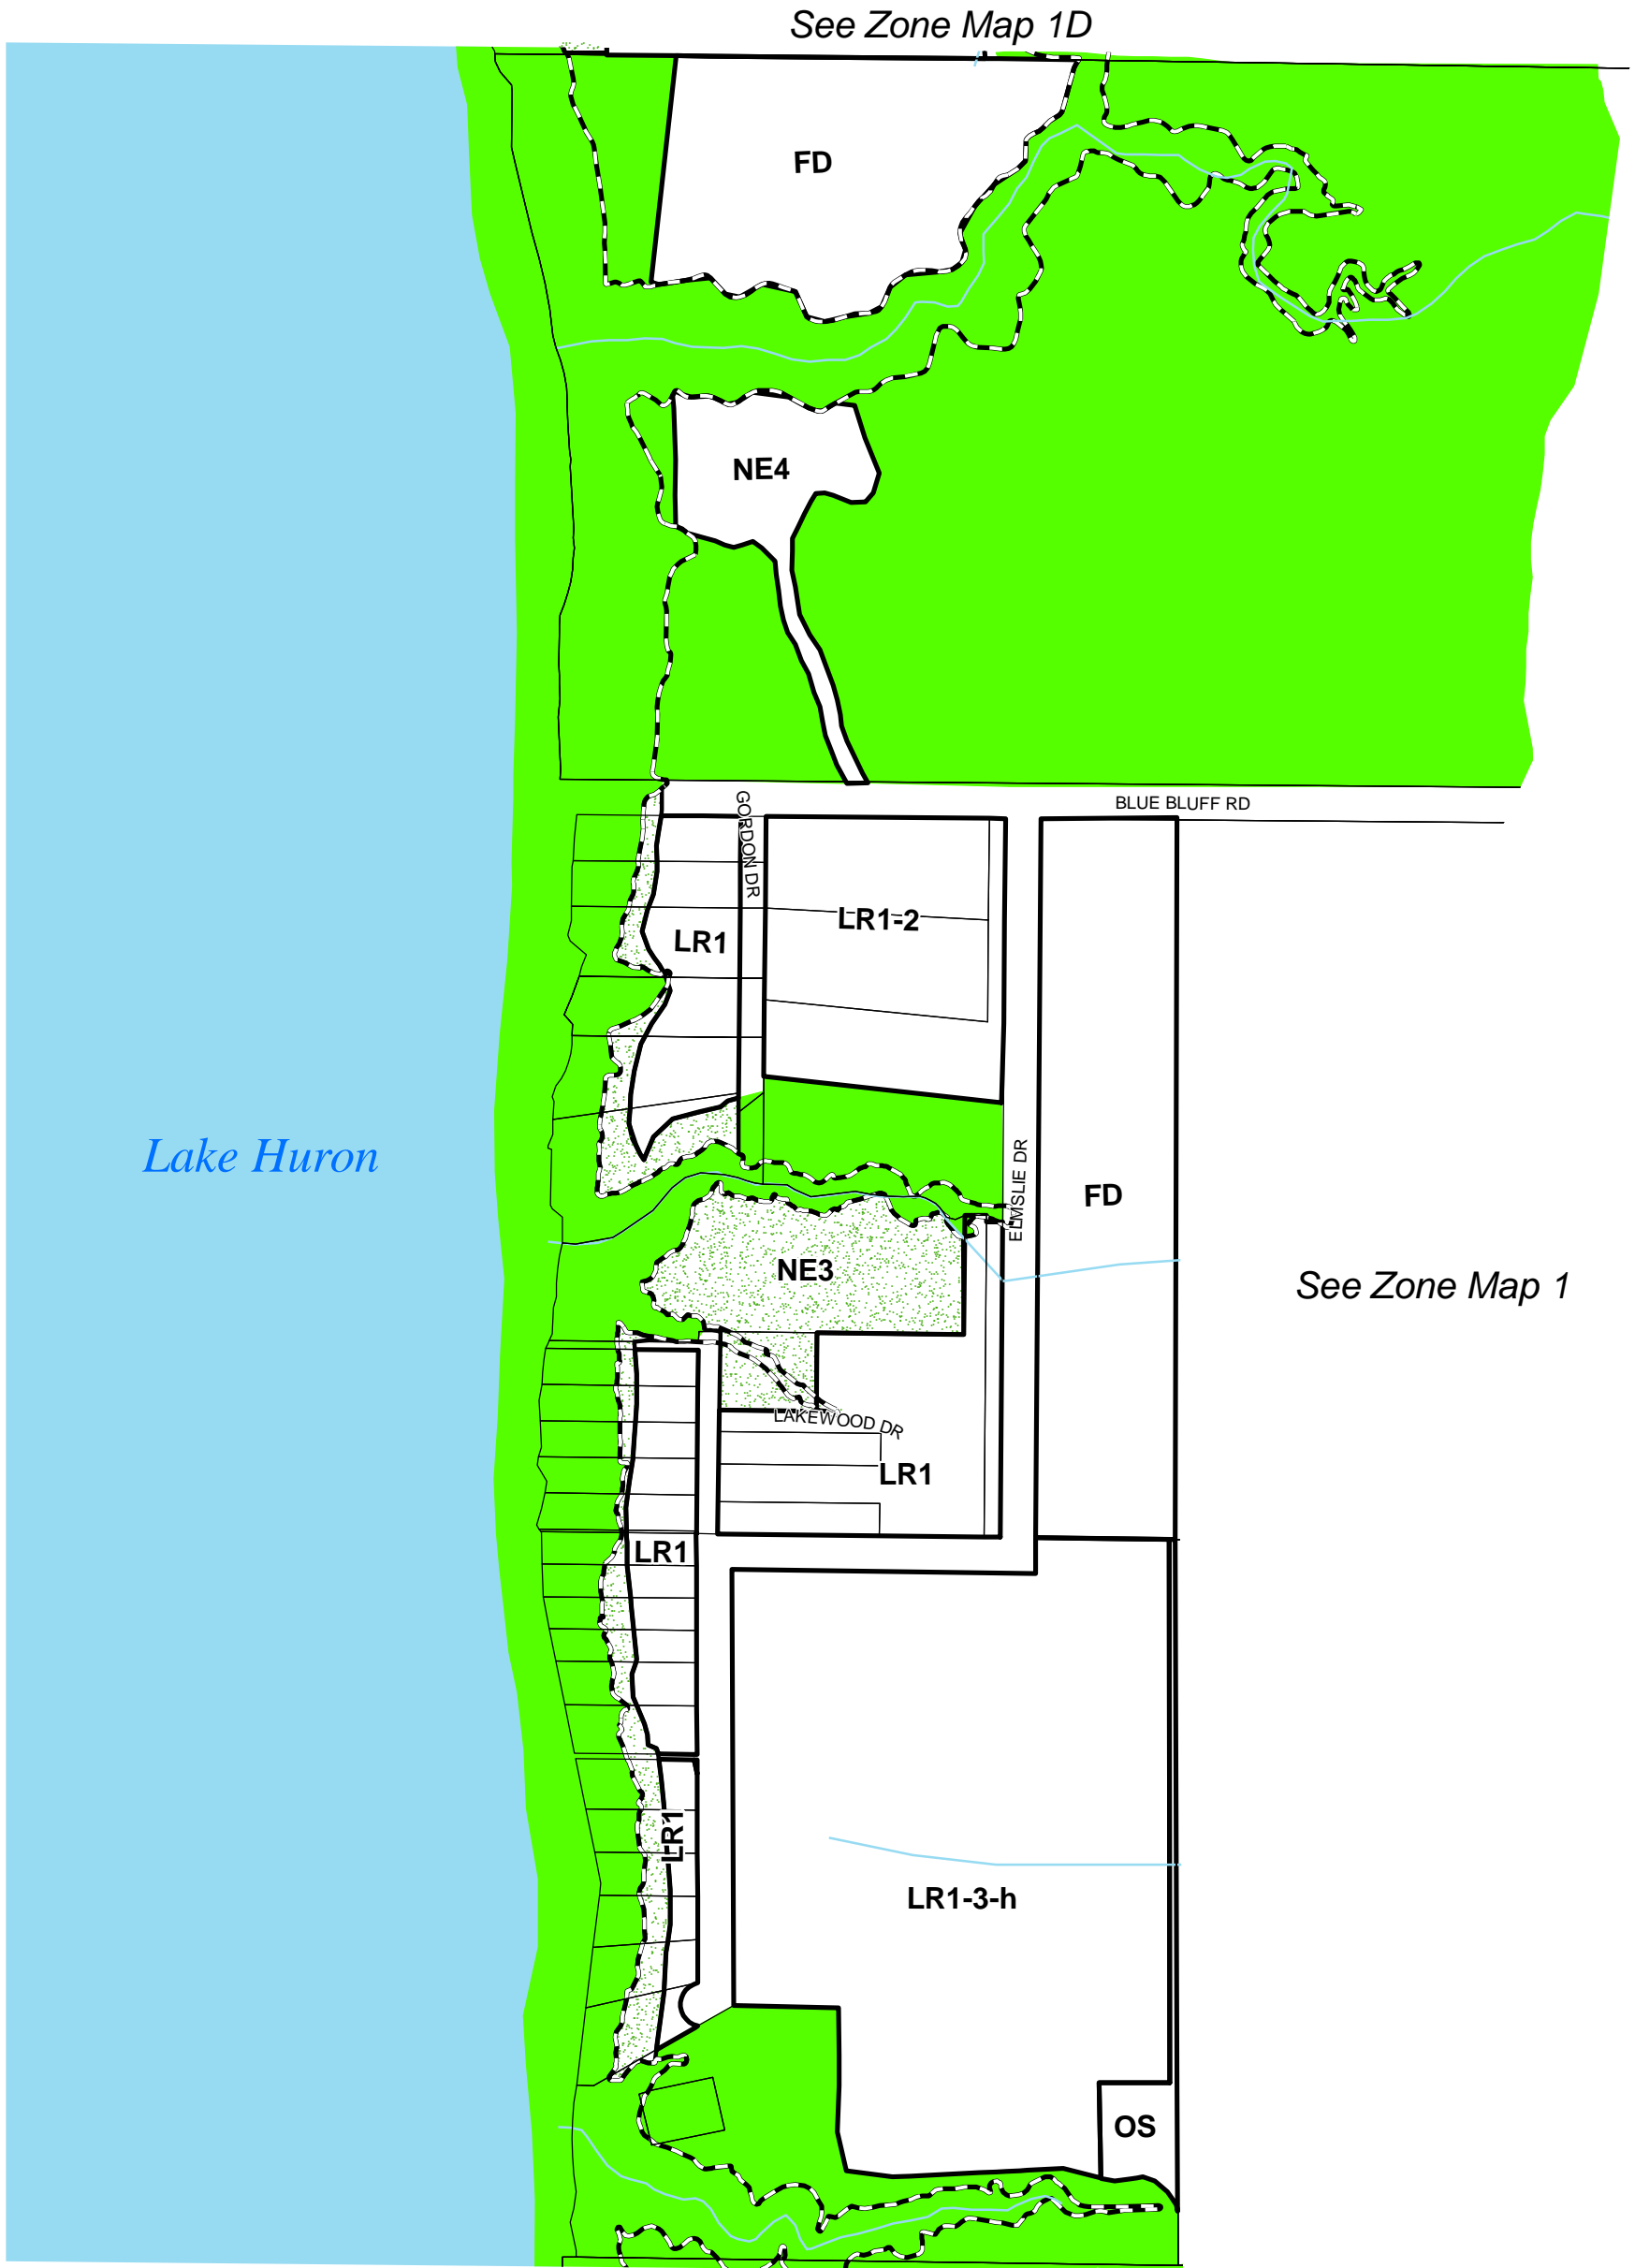 See Zone Map 1D
FD
NE4
BLUE BLUFF RD
GORDON DR
LR1-2
LR1
Lake Huron
ELMSLIE DR
FD
NE3
See Zone Map 1
LAKEWOOD DR
LR1
LR1
LR1
LR1-3-h
OS